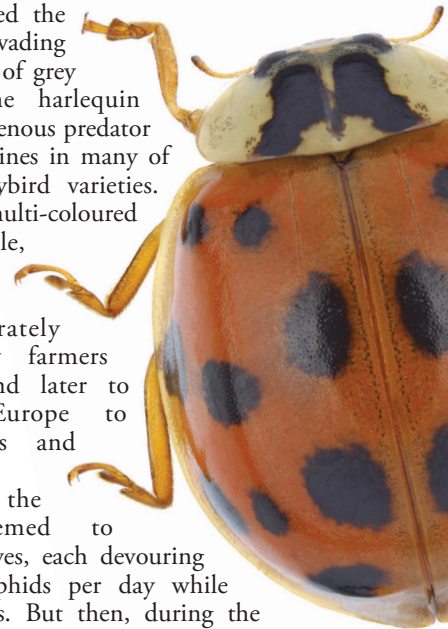 ed the
vading
of grey
ne harlequin
enous predator
ines in many of
ybird varieties.
nulti-coloured
le,
rately
farmers
nd later to
Europe to
s and
the
emed to
ves, each devouring
phids per day while
s. But then, during the